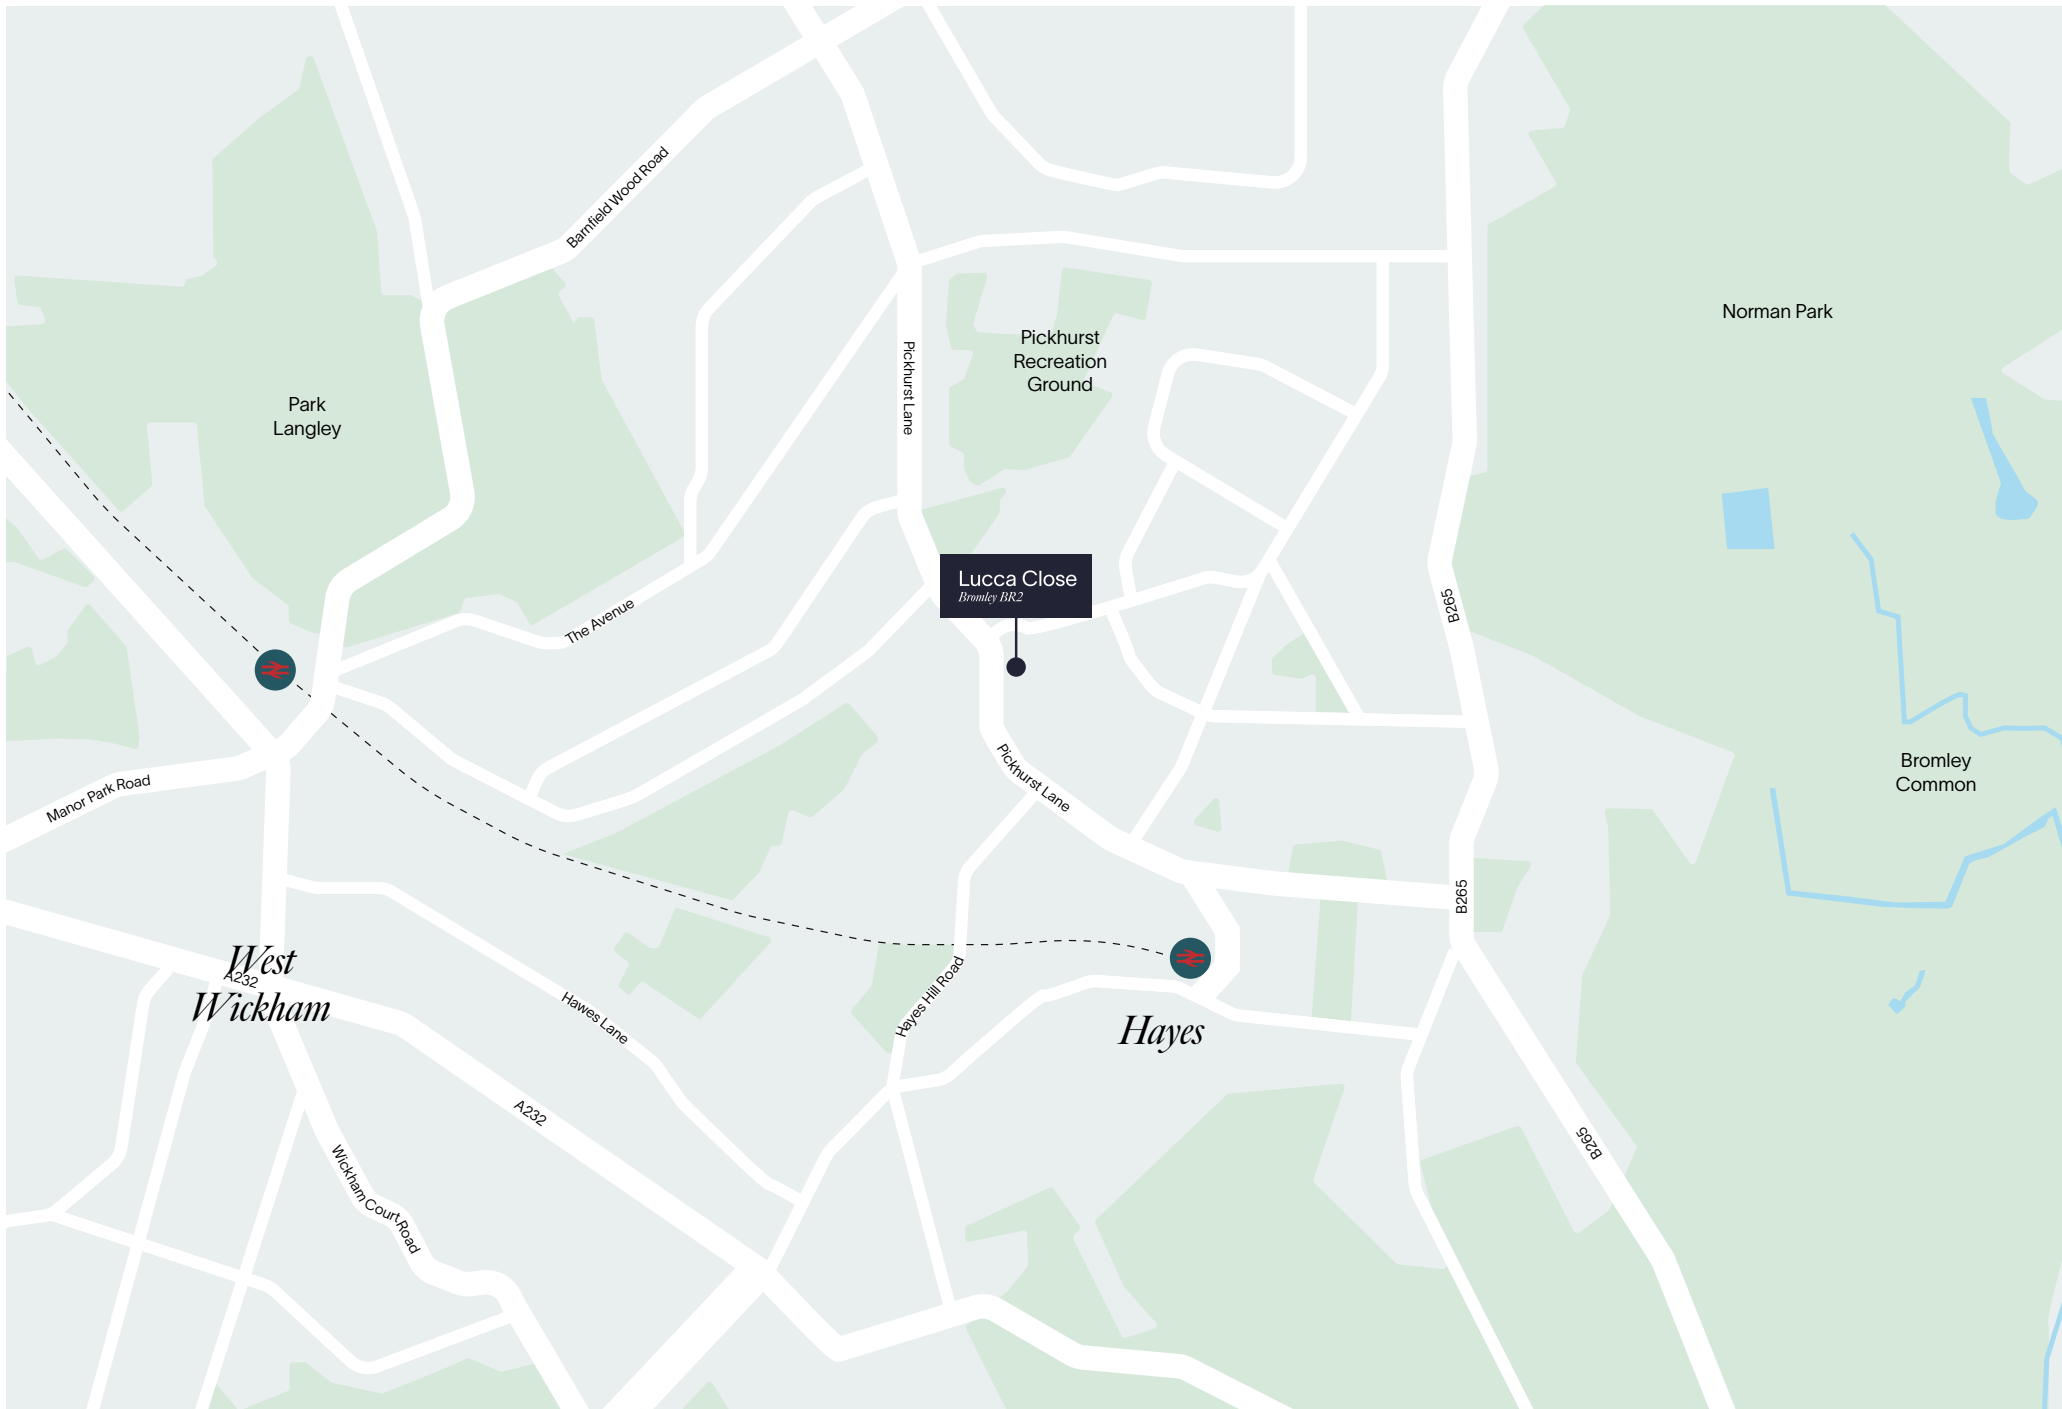 Barnfield Wood Road
Pickhurst Lane
Pickhurst
Recreation
Ground
Norman Park
Park
Langley
Lucca Close
Bromley BR2
The Avenue
B265
Manor Park Road
Pickhurst Lane
Bromley
Common
B265
West
A232
Wickham
Hawes Lane
Hayes Hill Road
Hayes
A232
B265
Wickham Court Road